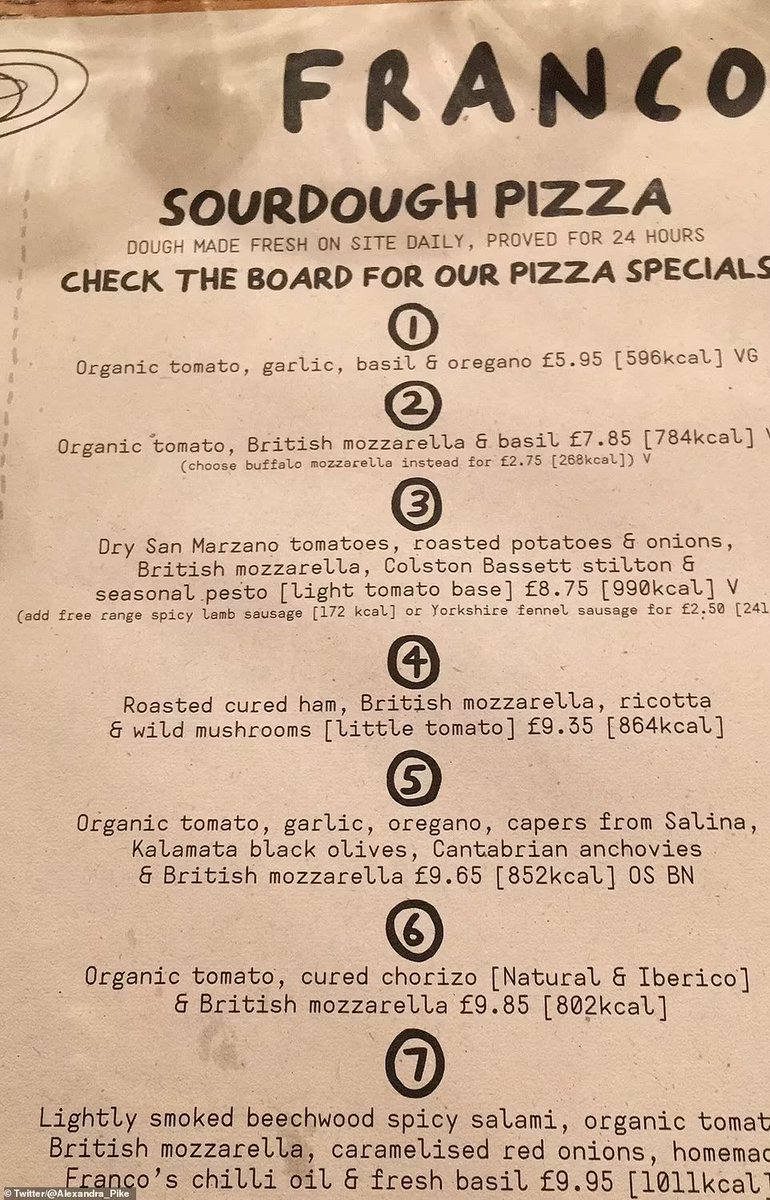 FRANCO
SOURDOUGH PIZZA
DOUGH MADE FRESH ON SITE DAILY, PROVED FOR 24 HOURS
CHECK THE BOARD FOR OUR PIZZA SPECIALS
1
Organic tomato, garlic, basil & oregano £5.95 [596kcal] VG
2
Organic tomato, British mozzarella & basil £7.85 [784kcal]
(choose buffalo mozzarella instead for £2.75 [268kcal]) V
3
Dry San Marzano tomatoes, roasted potatoes & onions,
British mozzarella, Colston Bassett stilton &
seasonal pesto [light tomato base] £8.75 [990kcal] V
(add free range spicy lamb sausage [172 kcal] or Yorkshire fennel sausage for £2.50 [241
4
Roasted cured ham, British mozzarella, ricotta
& wild mushrooms [little tomato] £9.35 [864kcal]
5
Organic tomato, garlic, oregano, capers from Salina,
Kalamata black olives, Cantabrian anchovies
& British mozzarella £9.65 [852kcal] OS BN
6
Organic tomato, cured chorizo [Natural & Iberico]
& British mozzarella £9.85 [802kcal]
7
Lightly smoked beechwood spicy salami, organic tomat
British mozzarella, caramelised red onions, homemad
Franco's chilli oil & fresh basil £9.95 [1011kcal]
© Twitter/@Alexandra_Pike